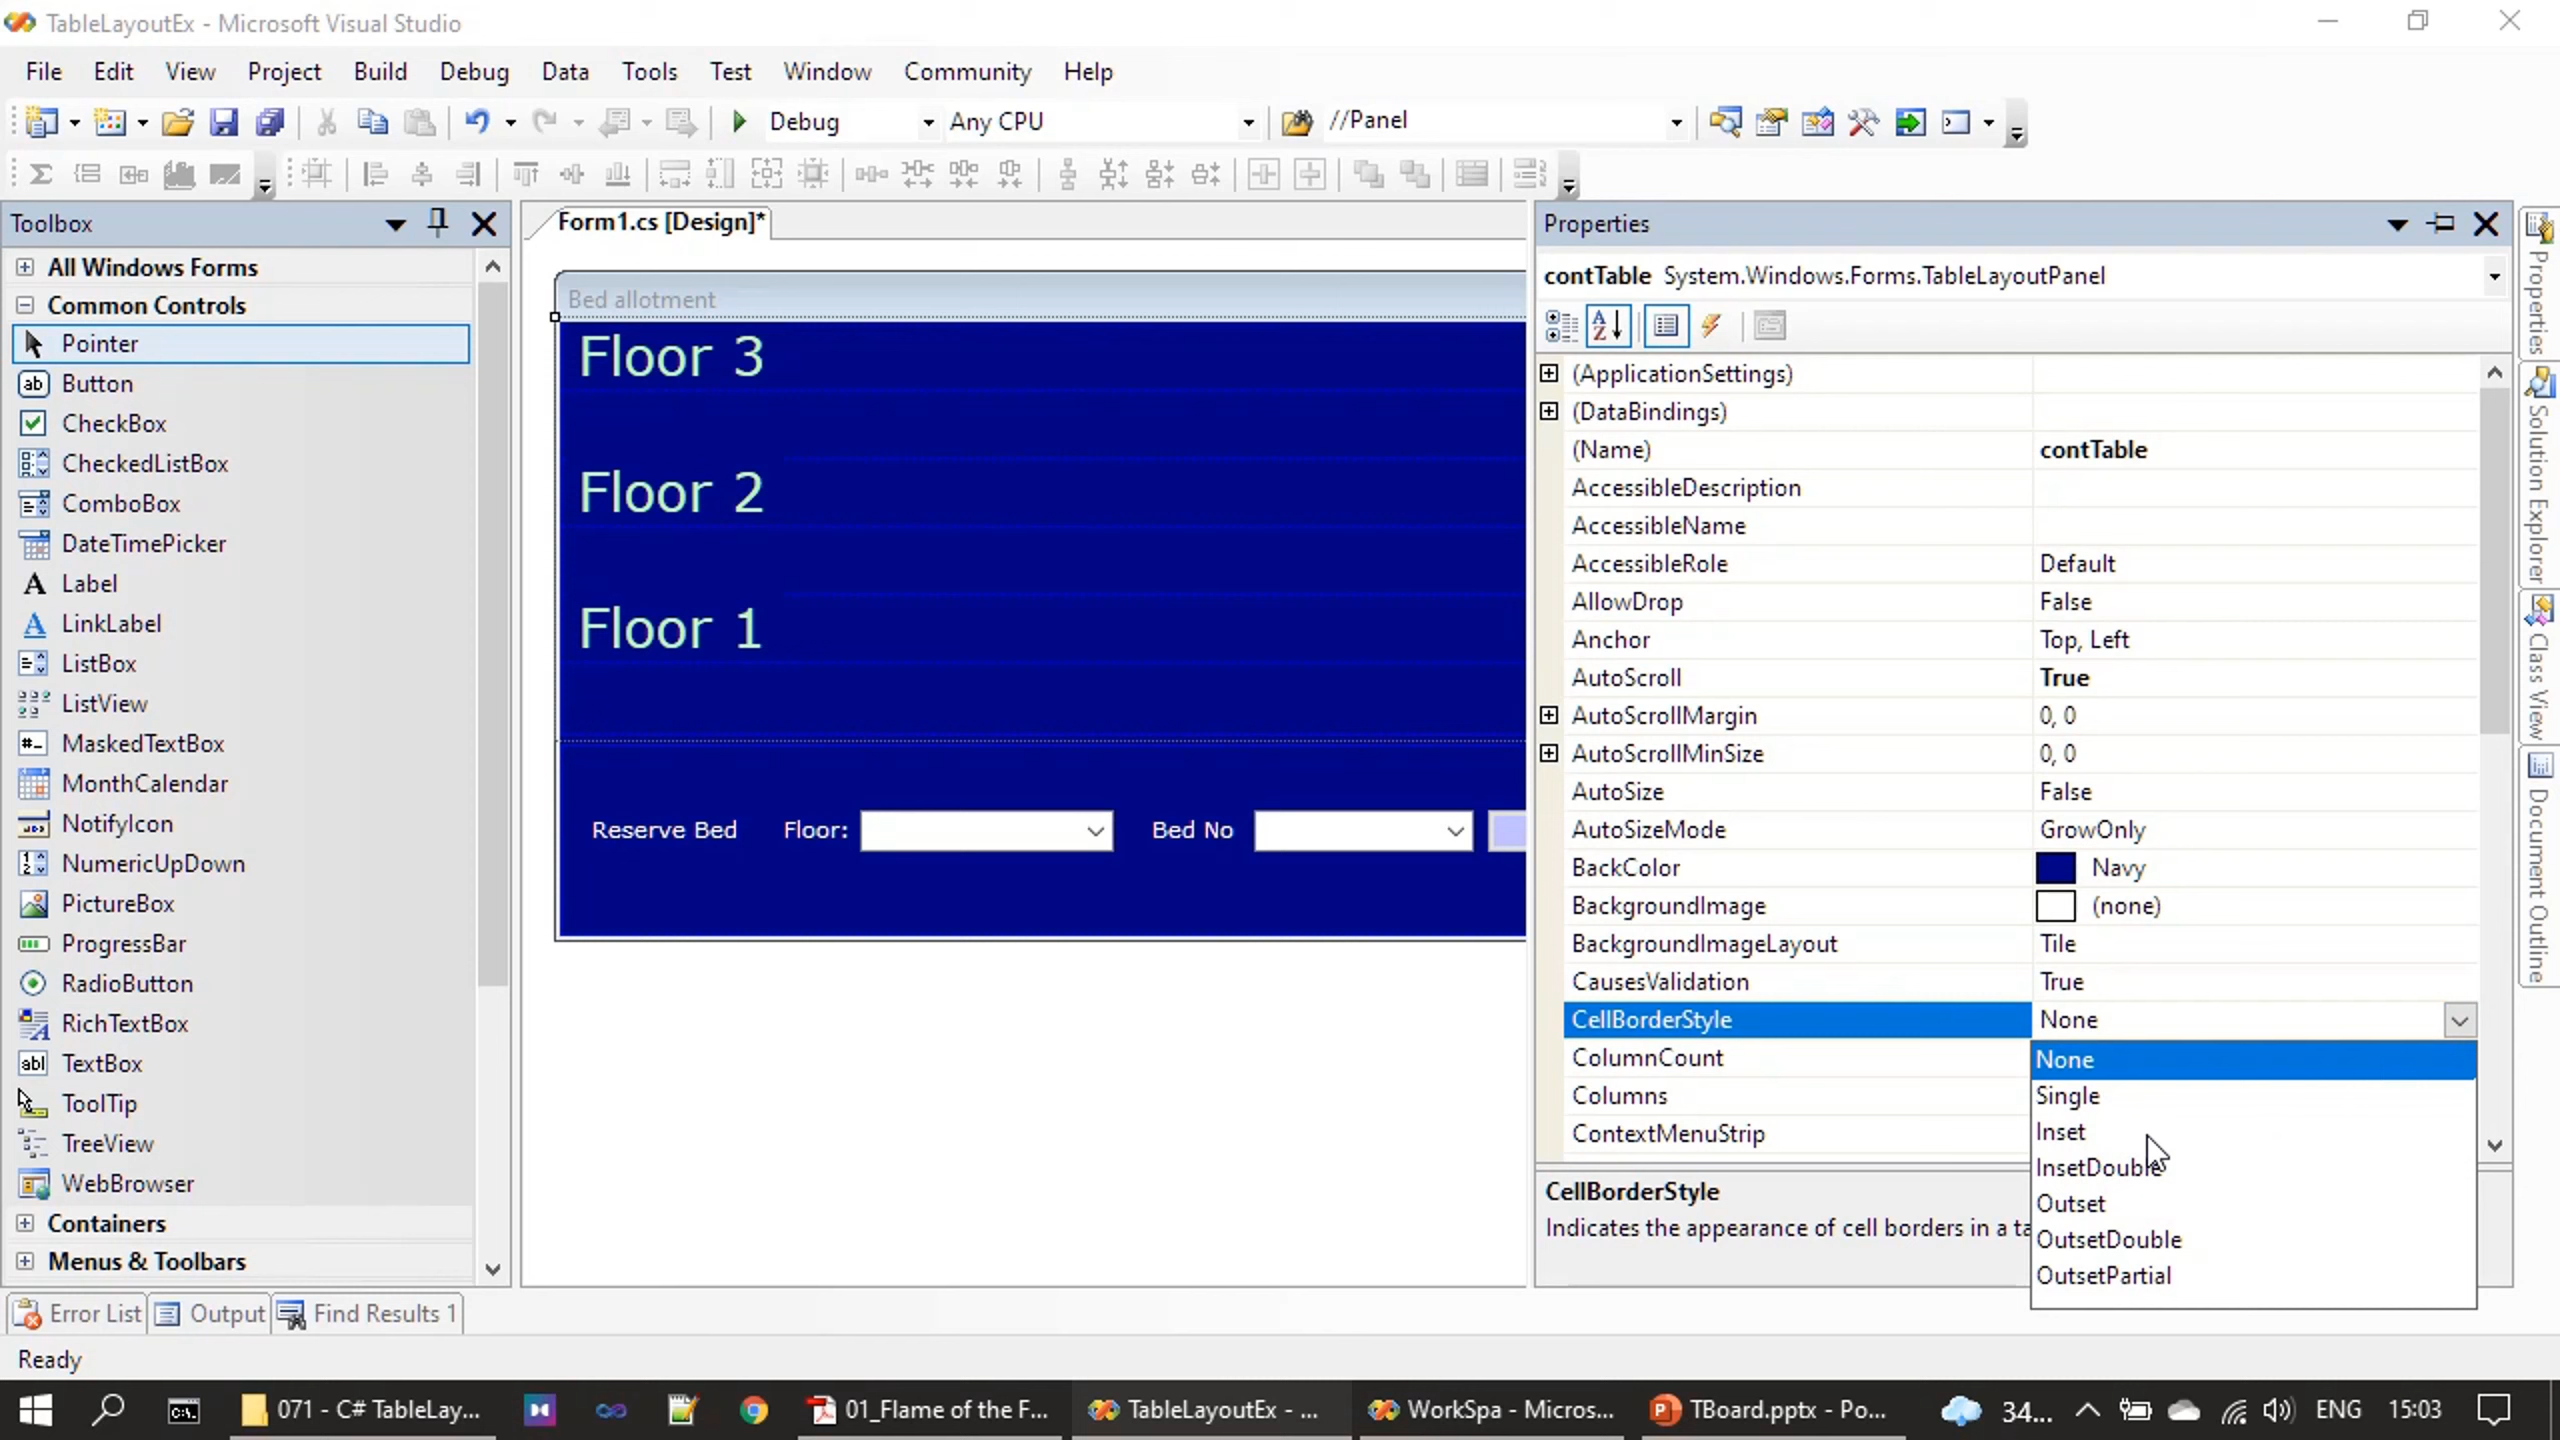 TableLayoutEx - Microsoft Visual Studio
File Edit View Project Build Debug Data Tools Test Window Community Help
Debug Any CPU //Panel
Toolbox
All Windows Forms
Common Controls
Pointer
Button
CheckBox
CheckedListBox
ComboBox
DateTimePicker
Label
LinkLabel
ListBox
ListView
MaskedTextBox
MonthCalendar
NotifyIcon
NumericUpDown
PictureBox
ProgressBar
RadioButton
RichTextBox
TextBox
ToolTip
TreeView
WebBrowser
Containers
Menus & Toolbars
Form1.cs [Design]*
Bed allotment
Floor 3
Floor 2
Floor 1
Reserve Bed Floor: Bed No
Properties
contTable System.Windows.Forms.TableLayoutPanel
(ApplicationSettings)
(DataBindings)
(Name) contTable
AccessibleDescription
AccessibleName
AccessibleRole Default
AllowDrop False
Anchor Top, Left
AutoScroll True
AutoScrollMargin 0, 0
AutoScrollMinSize 0, 0
AutoSize False
AutoSizeMode GrowOnly
BackColor Navy
BackgroundImage (none)
BackgroundImageLayout Tile
CausesValidation True
CellBorderStyle None
ColumnCount
Columns
ContextMenuStrip
None
Single
Inset
InsetDouble
Outset
OutsetDouble
OutsetPartial
CellBorderStyle
Indicates the appearance of cell borders in a ta
Properties
Solution Explorer
Class View
Document Outline
Error List Output Find Results 1
Ready
071 - C# TableLay... 01_Flame of the F... TableLayoutEx - ... WorkSpa - Micros... TBoard.pptx - Po... 34... ENG 15:03